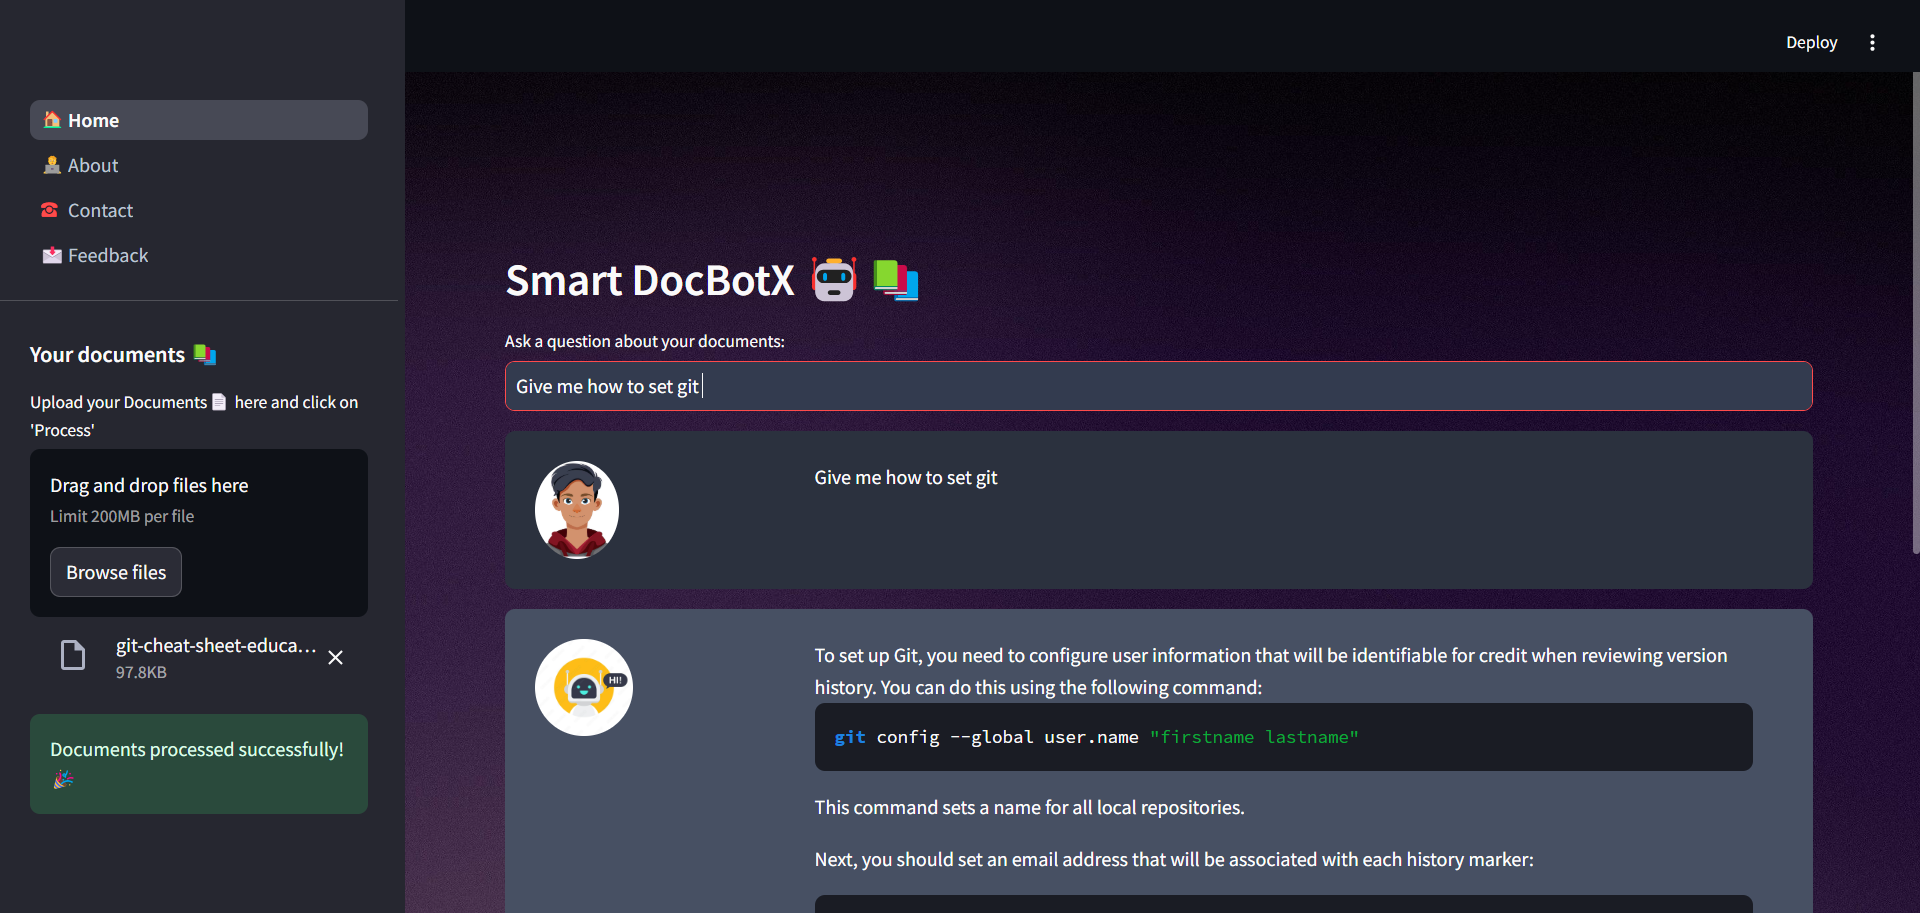 Deploy
Home
About
Contact
Feedback
Your documents
Upload your Documents here and click on
'Process'
Drag and drop files here
Limit 200MB per file
Browse files
git-cheat-sheet-educa...
97.8KB
Documents processed successfully!
Smart DocBotX
Ask a question about your documents:
Give me how to set git
Give me how to set git
HI!
To set up Git, you need to configure user information that will be identifiable for credit when reviewing version
history. You can do this using the following command:
git config --global user.name "firstname lastname"
This command sets a name for all local repositories.
Next, you should set an email address that will be associated with each history marker: